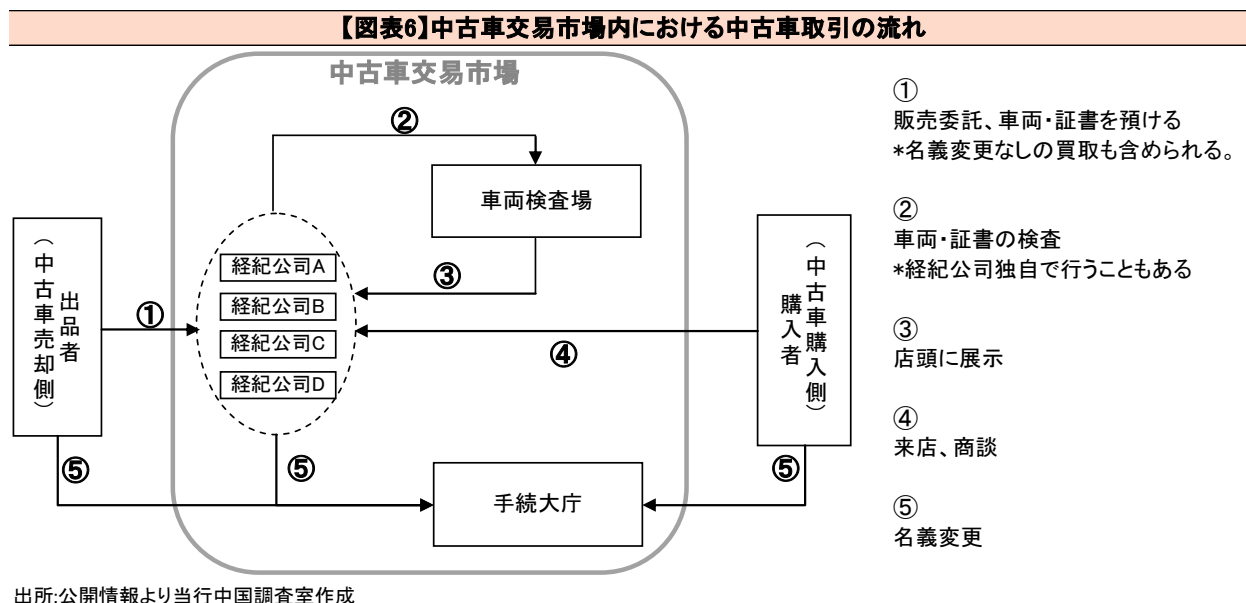 【図表6】中古車交易市場内における中古車取引の流れ
中古車交易市場
②
車両検査場
③
経紀公司A
経紀公司B
経紀公司C
経紀公司D
出品者
（中古車売却側）
①
④
購入者
（中古車購入側）
⑤
⑤
⑤
手続大庁
①
販売委託、車両・証書を預ける
*名義変更なしの買取も含められる。
②
車両・証書の検査
*経紀公司独自で行うこともある
③
店頭に展示
④
来店、商談
⑤
名義変更
出所:公開情報より当行中国調査室作成